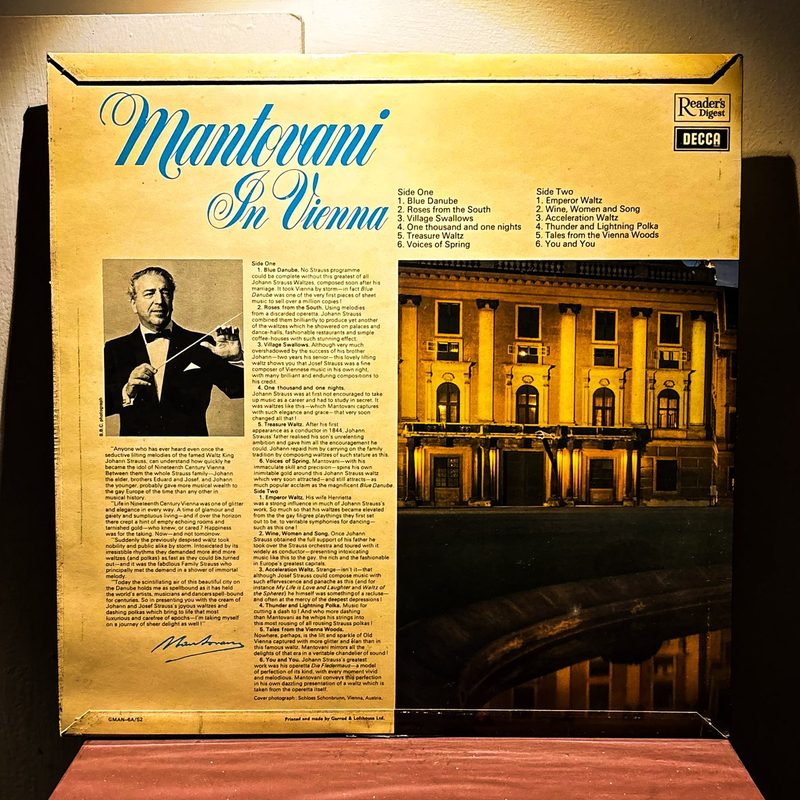 Mantovani
In Vienna
Reader's
Digest
DECCA
Side One
1. Blue Danube
2. Roses from the South
3. Village Swallows
4. One thousand and one nights
5. Treasure Waltz
6. Voices of Spring
Side Two
1. Emperor Waltz
2. Wine, Women and Song
3. Acceleration Waltz
4. Thunder and Lightning Polka
5. Tales from the Vienna Woods
6. You and You
B.B.C. photograph
"Anyone who has ever heard even once the
seductive lilting melodies of the famed Waltz King
Johann Strauss, can understand how quickly he
became the idol of Nineteenth Century Vienna
Between them the whole Strauss family—Johann
the elder, brothers Eduard and Josef, and Johann
the younger, probably gave more musical wealth to
the gay Europe of the time than any other in
musical history.
"Life in Nineteenth Century Vienna was one of glitter
and elegance in every way. A time of glamour and
gaiety and sumptuous living—and if over the horizon
there crept a hint of empty echoing rooms and
tarnished gold—who knew, or cared? Happiness
was for the taking. Now—and not tomorrow.
"Suddenly the previously despised waltz took
nobility and public alike by storm. Intoxicated by its
irresistible rhythms they demanded more and more
waltzes (and polkas) as fast as they could be turned
out—and it was the fabulous Family Strauss who
principally met the demand in a shower of immortal
melody.
"Today the scintillating air of this beautiful city on
the Danube holds me as spellbound as it has held
the world's artists, musicians and dancers spell-bound
for centuries. So in presenting you with the cream of
Johann and Josef Strauss's joyous waltzes and
dashing polkas which bring to life that most
luxurious and carefree of epochs—I'm taking myself
on a journey of sheer delight as well!"
Mantovani
Side One
1. Blue Danube. No Strauss programme
could be complete without this greatest of all
Johann Strauss Waltzes, composed soon after his
marriage. It took Vienna by storm—in fact Blue
Danube was one of the very first pieces of sheet
music to sell over a million copies!
2. Roses from the South. Using melodies
from a discarded operetta, Johann Strauss
combined them brilliantly to produce yet another
of the waltzes which he showered on palaces and
dance-halls, fashionable restaurants and simple
coffee-houses with such stunning effect.
3. Village Swallows. Although very much
overshadowed by the success of his brother
Johann—two years his senior—this lovely lilting
waltz shows you that Josef Strauss was a fine
composer of Viennese music in his own right,
with many brilliant and enduring compositions to
his credit.
4. One thousand and one nights.
Johann Strauss was at first not encouraged to take
up music as a career and had to study in secret. It
was waltzes like this—which Mantovani captures
with such elegance and grace—that very soon
changed all that!
5. Treasure Waltz. After his first
appearance as a conductor in 1844, Johann
Strauss' father realised his son's unrelenting
ambition and gave him all the encouragement he
could. Johann repaid him by carrying on the family
tradition by composing waltzes of such stature as this.
6. Voices of Spring. Mantovani—with his
immaculate skill and precision—spins his own
inimitable gold around this Johann Strauss waltz
which very soon attracted—and still attracts—as
much popular acclaim as the magnificent Blue Danube.
Side Two
1. Emperor Waltz. His wife Henrietta
was a strong influence in much of Johann Strauss's
work. So much so that his waltzes became elevated
from the gay filigree playthings they first set
out to be, to veritable symphonies for dancing—
such as this one!
2. Wine, Women and Song. Once Johann
Strauss obtained the full support of his father he
took over the Strauss orchestra and toured with it
widely as conductor—presenting intoxicating
music like this to the gay, the rich and the fashionable
in Europe's greatest capitals.
3. Acceleration Waltz. Strange—isn't it—that
although Josef Strauss could compose music with
such effervescence and panache as this (and for
instance My Life is Love and Laughter and Waltz of
the Spheres) he himself was something of a recluse—
and often at the mercy of the deepest depressions!
4. Thunder and Lightning Polka. Music for
cutting a dash to! And who more dashing
than Mantovani as he whips his strings into
this most rousing of all rousing Strauss polkas!
5. Tales from the Vienna Woods.
Nowhere, perhaps, is the lilt and sparkle of Old
Vienna captured with more glitter and élan than in
this famous waltz. Mantovani mirrors all the
delights of that era in a veritable chandelier of sound!
6. You and You. Johann Strauss's greatest
work was his operetta Die Fledermaus—a model
of perfection of its kind, with every moment vivid
and melodious. Mantovani conveys this perfection
in his own dazzling presentation of a waltz which is
taken from the operetta itself.
Cover photograph: Schloss Schonbrunn, Vienna, Austria.
GMAN-6A/S2
Printed and made by Garrod & Lofthouse Ltd.